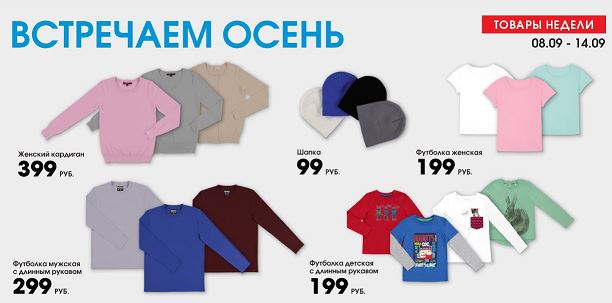 ВСТРЕЧАЕМ ОСЕНЬ
ТОВАРЫ НЕДЕЛИ
08.09 - 14.09
Женский кардиган
399 РУБ.
Шапка
99 РУБ.
Футболка женская
199 РУБ.
Футболка мужская
с длинным рукавом
299 РУБ.
Футболка детская
с длинным рукавом
199 РУБ.